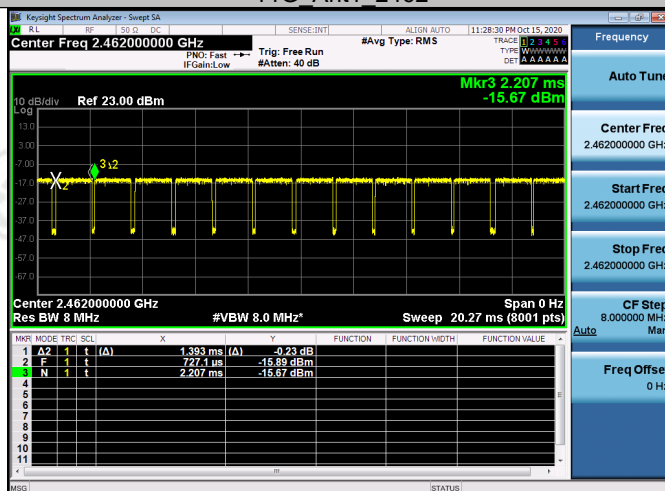 Keysight Spectrum Analyzer - Swept SA
RL RF 50 Ω DC SENSE:INT ALIGN AUTO 11:28:30 PM Oct 15, 2020
Center Freq 2.462000000 GHz
PNO: Fast
IFGain:Low
Trig: Free Run
#Atten: 40 dB
#Avg Type: RMS
TRACE 1 2 3 4 5 6
TYPE WWWWWW
DET A A A A A A
Mkr3 2.207 ms
-15.67 dBm
10 dB/div Ref 23.00 dBm
Log
13.0
3.00
-7.00
-17.0
-27.0
-37.0
-47.0
-57.0
-67.0
X2
3Δ2
Center 2.462000000 GHz Span 0 Hz
Res BW 8 MHz #VBW 8.0 MHz* Sweep 20.27 ms (8001 pts)
MKR MODE TRC SCL X Y FUNCTION FUNCTION WIDTH FUNCTION VALUE
1 Δ2 1 t (Δ) 1.393 ms (Δ) -0.23 dB
2 F 1 t 727.1 µs -15.89 dBm
3 N 1 t 2.207 ms -15.67 dBm
4
5
6
7
8
9
10
11
MSG STATUS
Frequency
Auto Tune
Center Freq
2.462000000 GHz
Start Freq
2.462000000 GHz
Stop Freq
2.462000000 GHz
CF Step
8.000000 MHz
Auto Man
Freq Offset
0 Hz